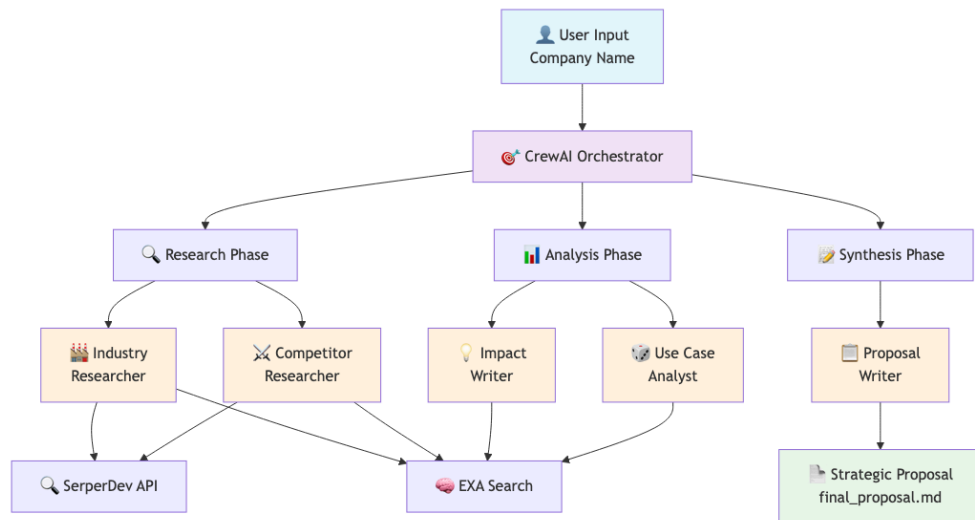 User Input
Company Name
CrewAI Orchestrator
Research Phase
Analysis Phase
Synthesis Phase
Industry
Researcher
Competitor
Researcher
Impact
Writer
Use Case
Analyst
Proposal
Writer
SerperDev API
EXA Search
Strategic Proposal
final_proposal.md